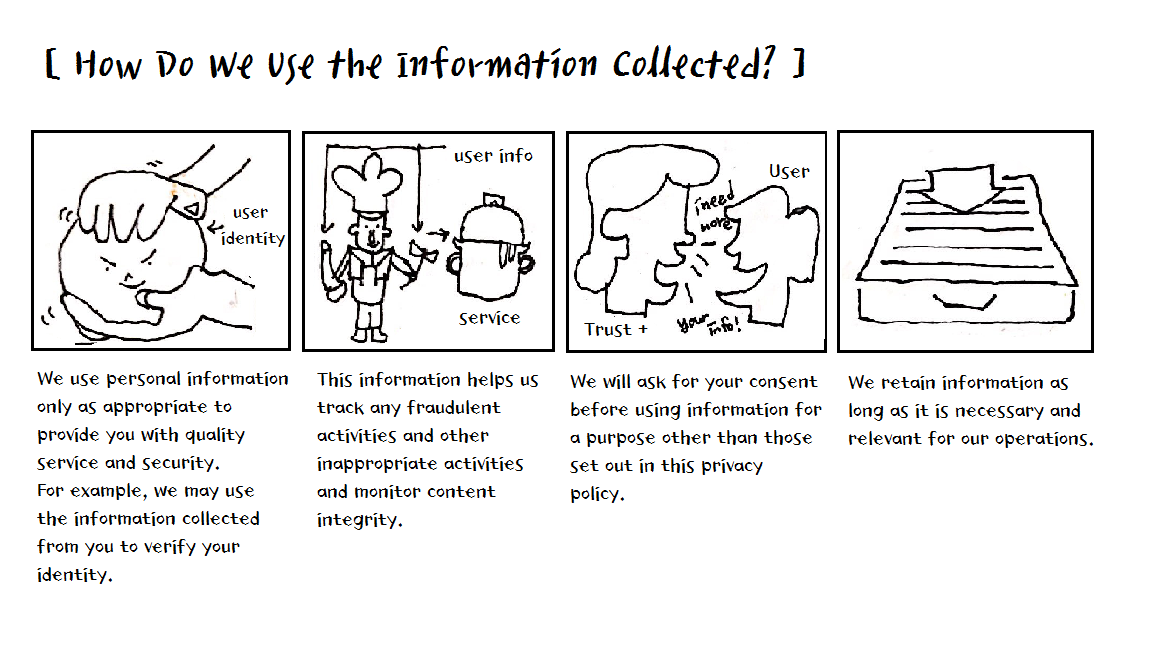 [ How Do We Use the Information Collected? ]
user
identity
We use personal information
only as appropriate to
provide you with quality
service and security.
For example, we may use
the information collected
from you to verify your
identity.
user info
service
This information helps us
track any fraudulent
activities and other
inappropriate activities
and monitor content
integrity.
User
i need
more
your
info!
Trust +
We will ask for your consent
before using information for
a purpose other than those
set out in this privacy
policy.
We retain information as
long as it is necessary and
relevant for our operations.